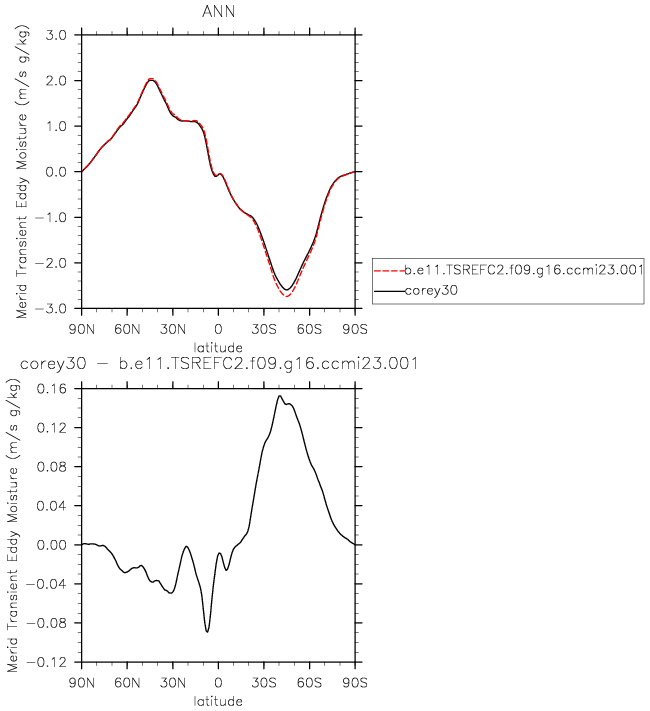 ANN
Merid Transient Eddy Moisture (m/s g/kg)
3.0
2.0
1.0
0.0
−1.0
−2.0
−3.0
90N 60N 30N 0 30S 60S 90S
latitude
b.e11.TSREFC2.f09.g16.ccmi23.001
corey30
corey30 − b.e11.TSREFC2.f09.g16.ccmi23.001
Merid Transient Eddy Moisture (m/s g/kg)
0.16
0.12
0.08
0.04
0.00
−0.04
−0.08
−0.12
90N 60N 30N 0 30S 60S 90S
latitude